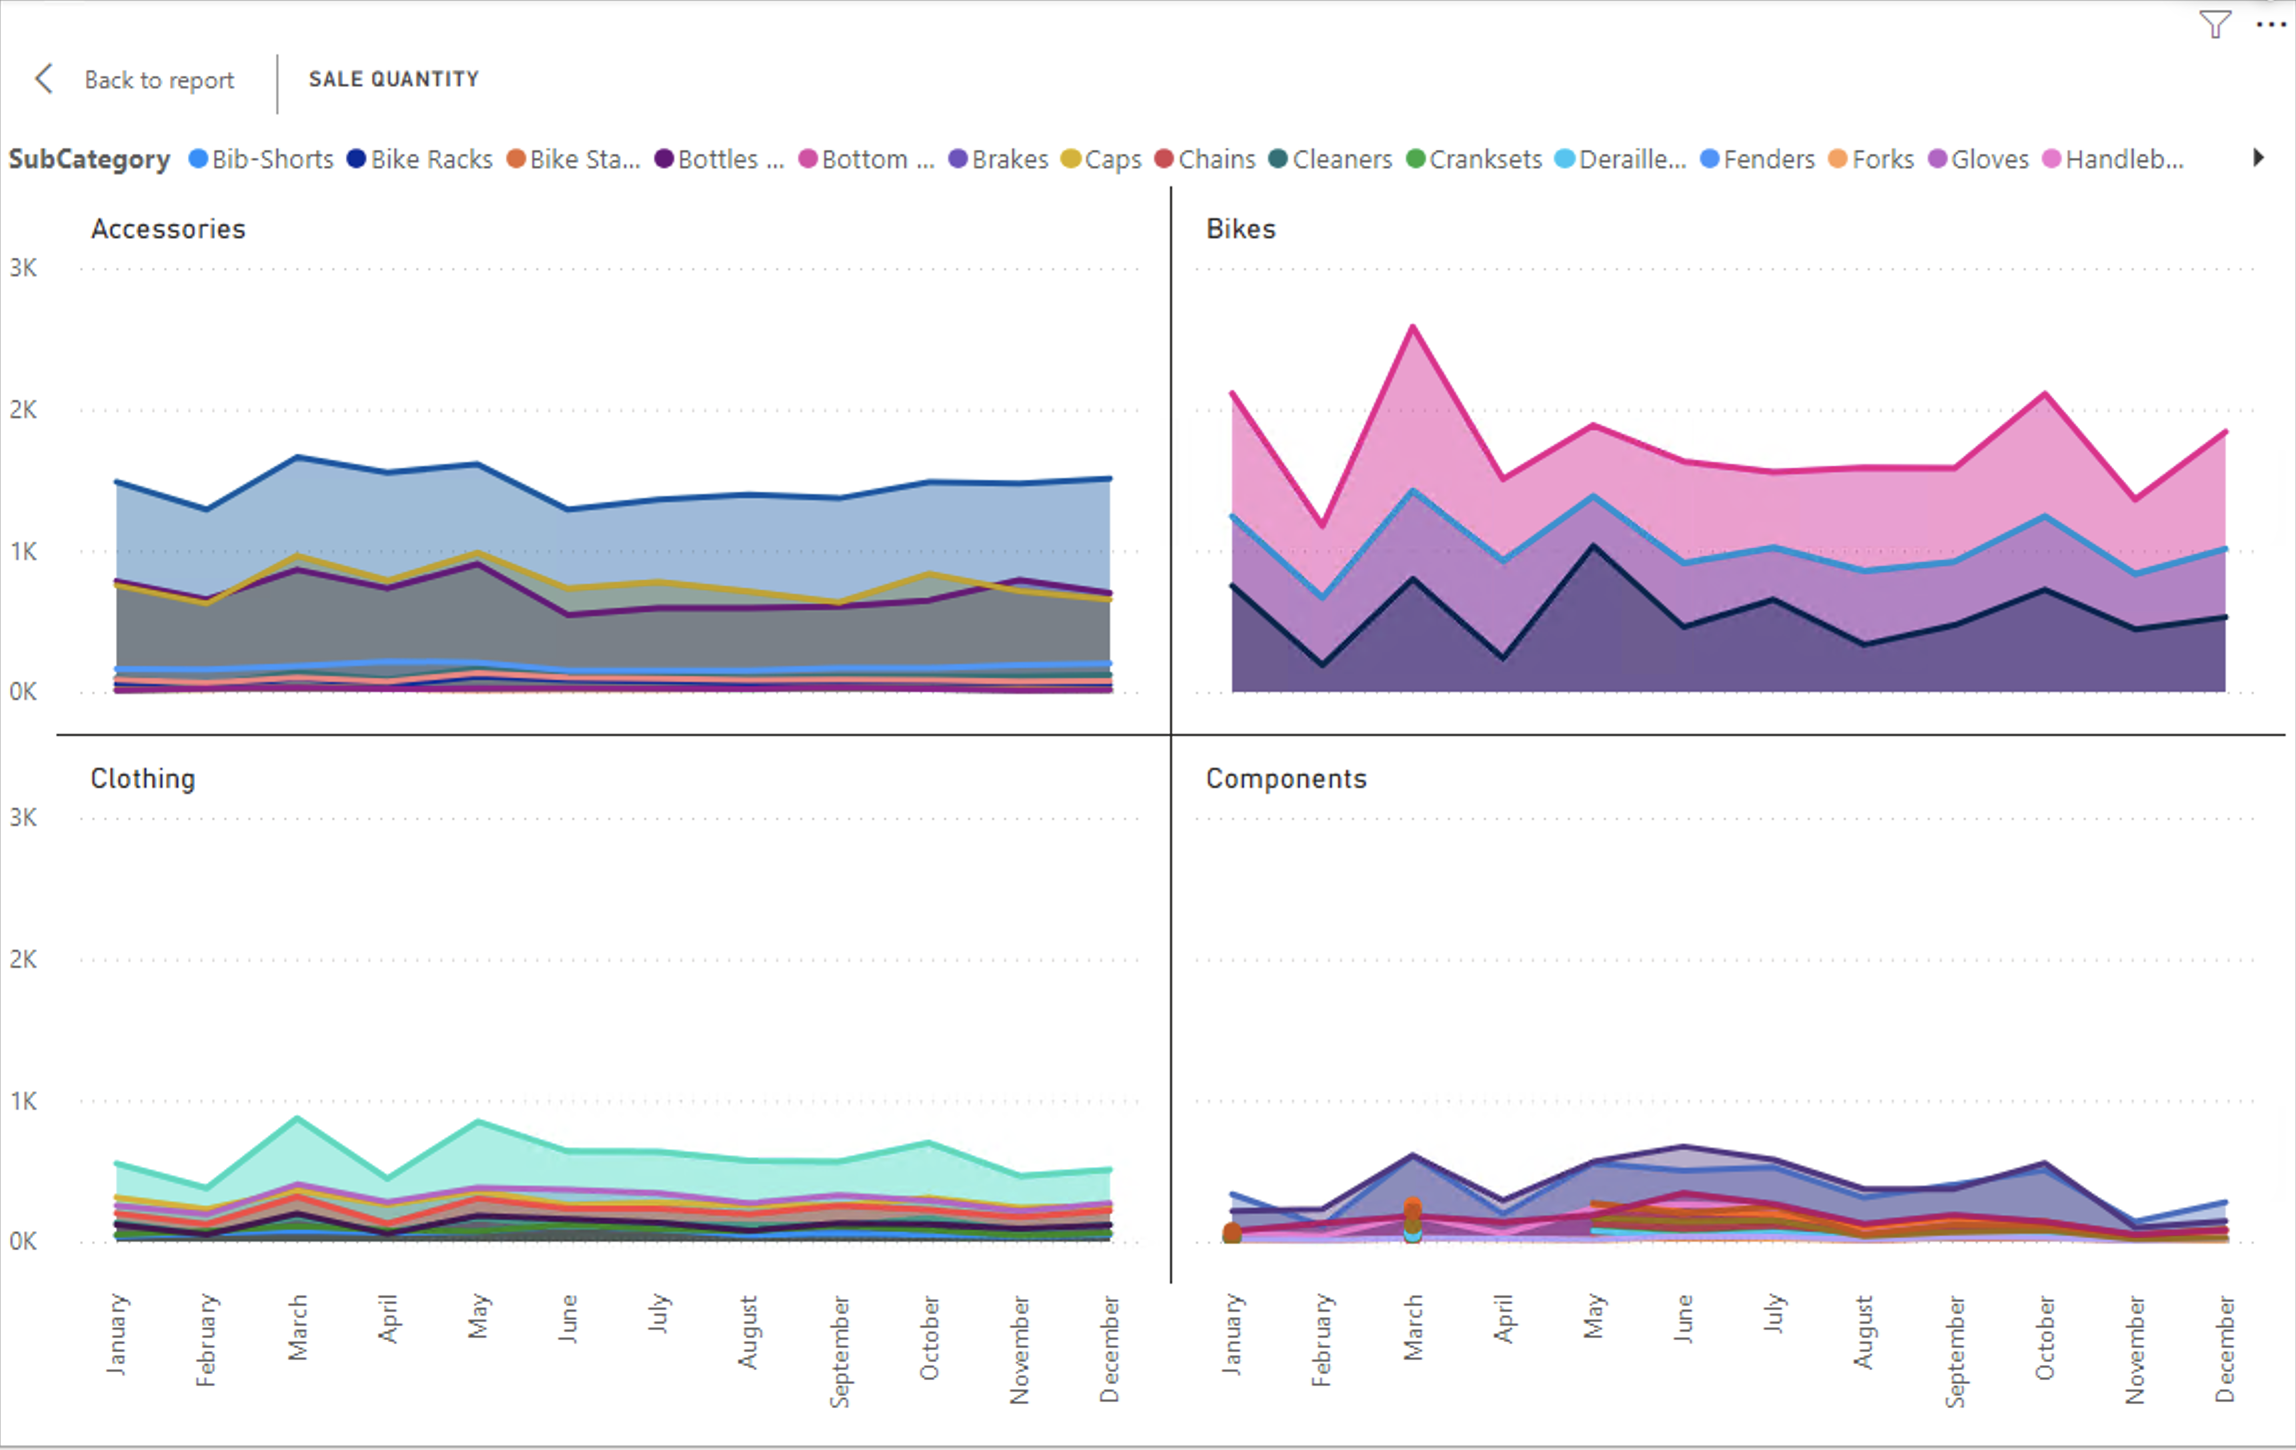 Back to report
SALE QUANTITY
SubCategory Bib-Shorts Bike Racks Bike Sta... Bottles ... Bottom ... Brakes Caps Chains Cleaners Cranksets Deraille... Fenders Forks Gloves Handleb...
Accessories
Bikes
3K
2K
1K
0K
Clothing
Components
3K
2K
1K
0K
January February March April May June July August September October November December
January February March April May June July August September October November December